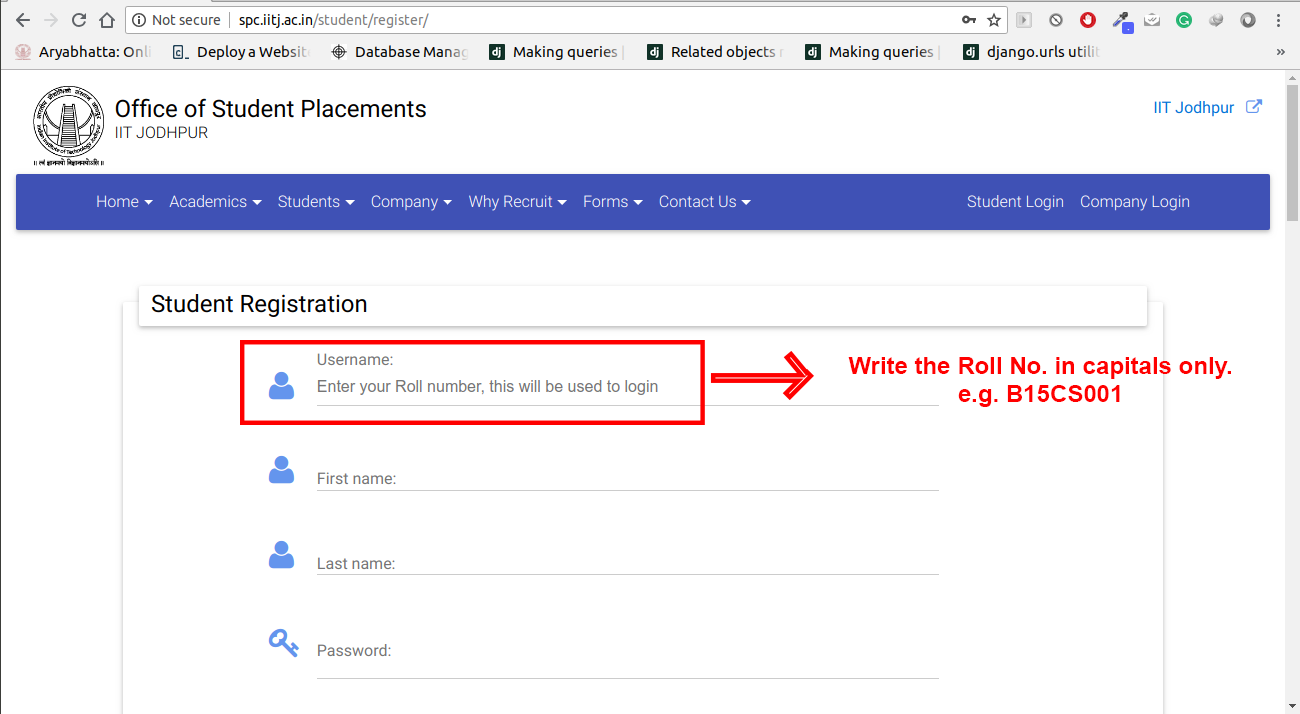 Not secure spc.iitj.ac.in/student/register/
Aryabhatta: Onli Deploy a Websit Database Manag Making queries | Related objects r Making queries | django.urls utilit »
Office of Student Placements
IIT JODHPUR
IIT Jodhpur
Home Academics Students Company Why Recruit Forms Contact Us Student Login Company Login
Student Registration
Username:
Enter your Roll number, this will be used to login
Write the Roll No. in capitals only.
e.g. B15CS001
First name:
Last name:
Password: